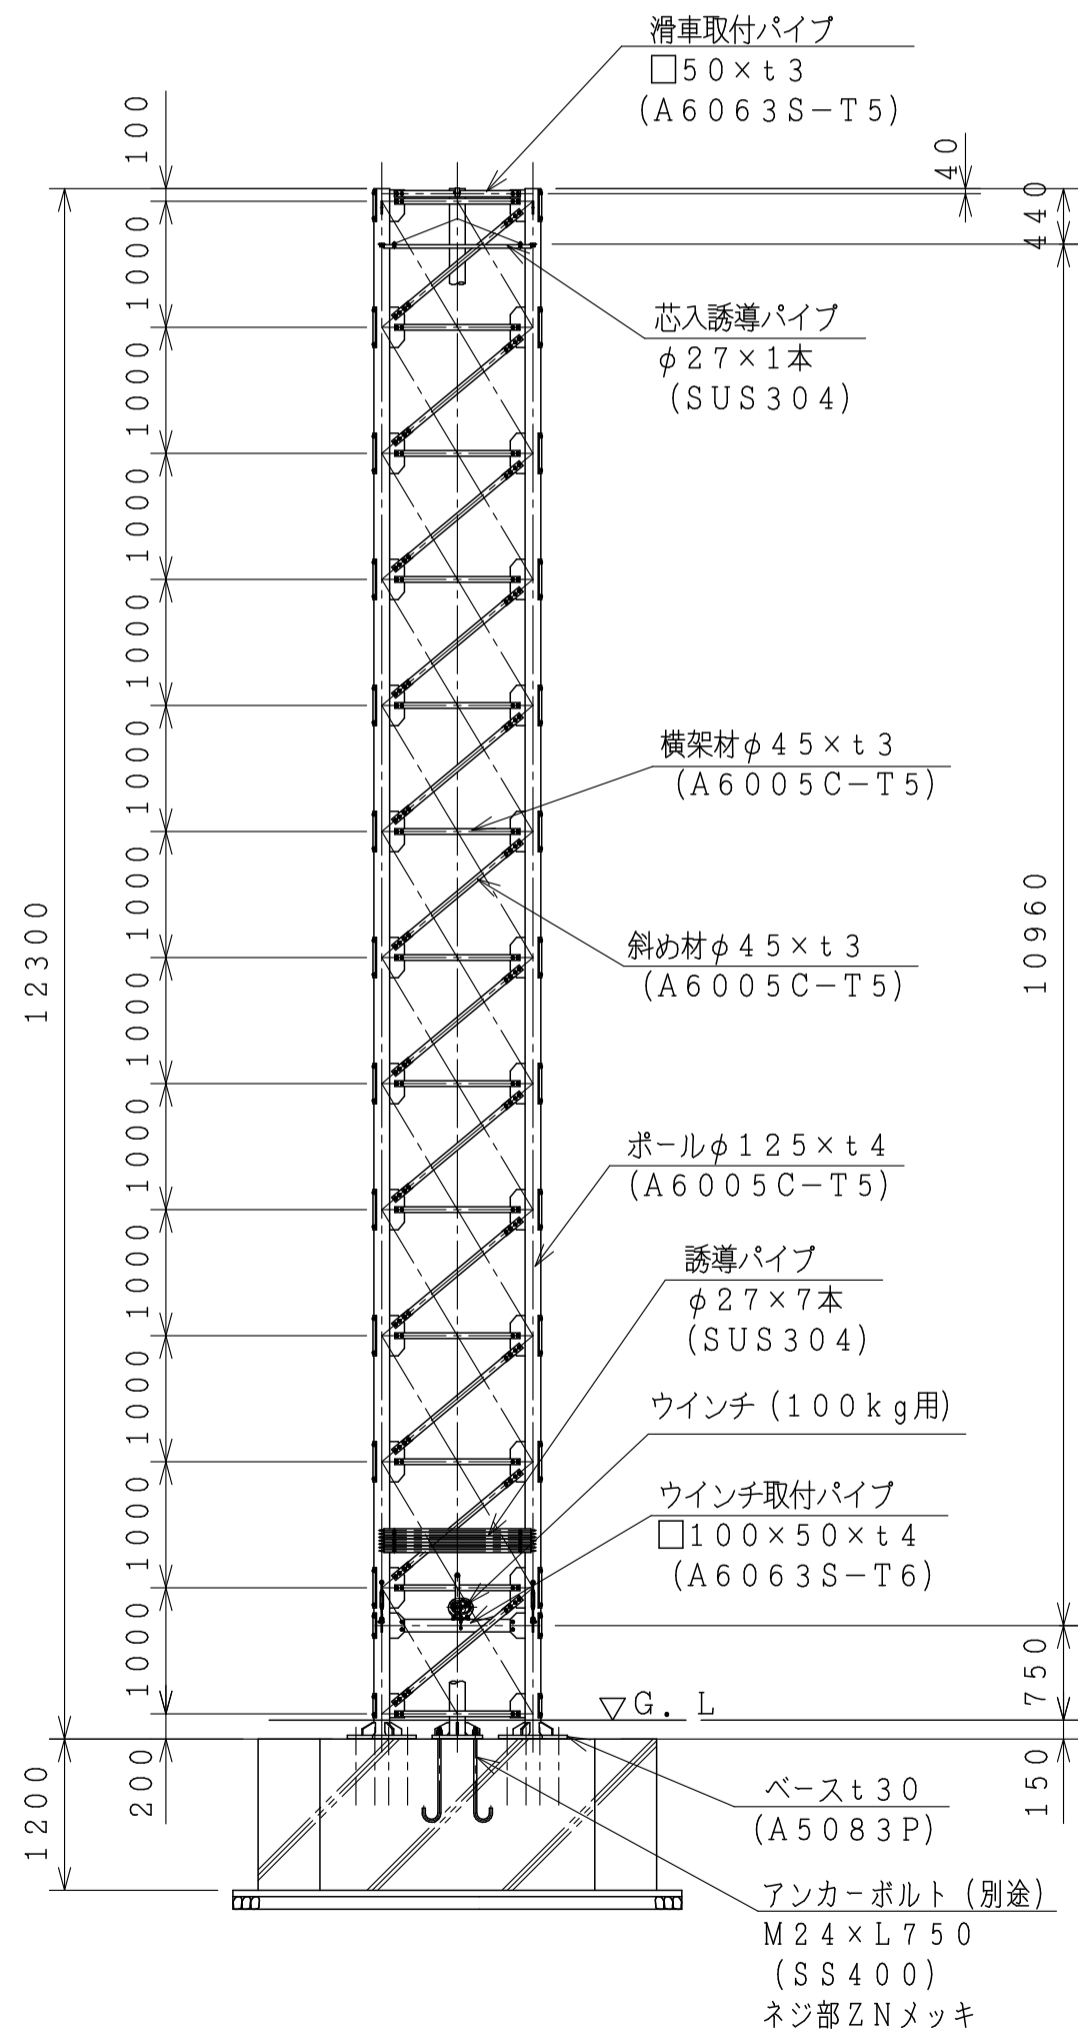 滑車取付パイプ
□50×t3
(A6063S-T5)
100
40
440
1000
芯入誘導パイプ
φ27×1本
(SUS304)
1000
1000
1000
1000
横架材φ45×t3
(A6005C-T5)
1000
12300
10960
1000
斜め材φ45×t3
(A6005C-T5)
1000
1000
ポールφ125×t4
(A6005C-T5)
1000
誘導パイプ
φ27×7本
(SUS304)
1000
ウインチ(100kg用)
ウインチ取付パイプ
□100×50×t4
(A6063S-T6)
1000
1000
750
▽G.L
200
1200
150
ベースt30
(A5083P)
アンカーボルト(別途)
M24×L750
(SS400)
ネジ部ZNメッキ